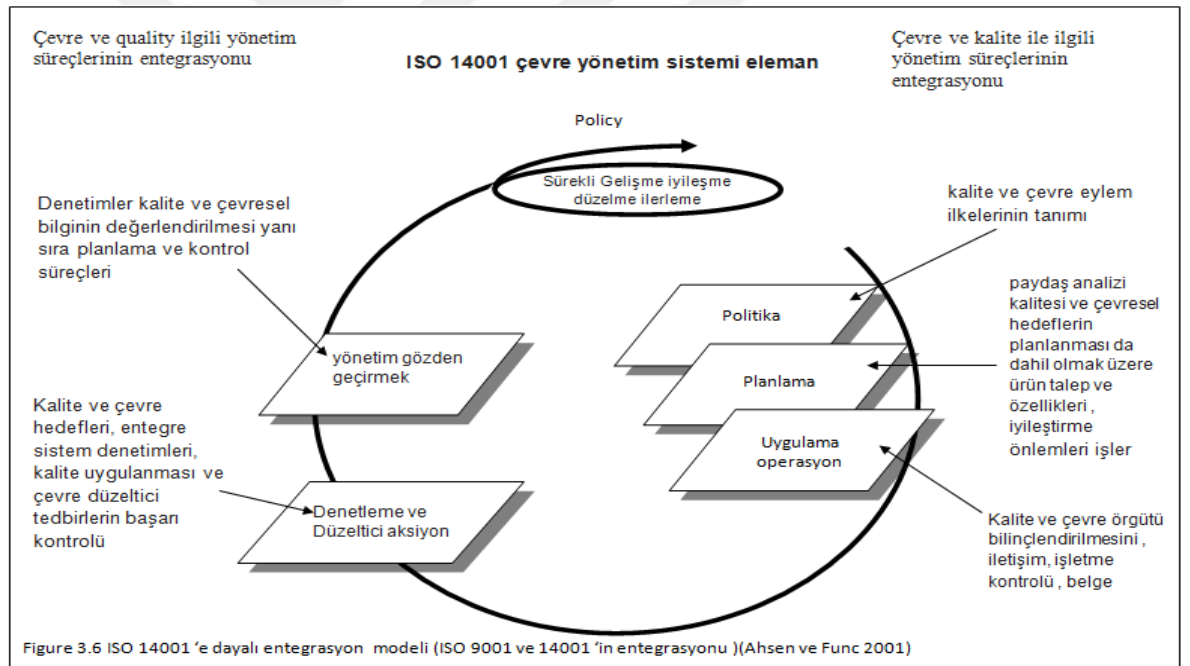 Çevre ve quality ilgili yönetim
süreçlerinin entegrasyonu
ISO 14001 çevre yönetim sistemi eleman
Çevre ve kalite ile ilgili
yönetim süreçlerinin
entegrasyonu
Policy
Sürekli Gelişme iyileşme
düzelme ilerleme
Denetimler kalite ve çevresel
bilginin değerlendirilmesi yanı
sıra planlama ve kontrol
süreçleri
kalite ve çevre eylem
ilkelerinin tanımı
Politika
paydaş analizi
kalitesi ve çevresel
hedeflerin
planlanması da
dahil olmak üzere
ürün talep ve
özellikleri ,
iyileştirme
önlemleri işler
yönetim gözden
geçirmek
Planlama
Kalite ve çevre
hedefleri, entegre
sistem denetimleri,
kalite uygulanması ve
çevre düzeltici
tedbirlerin başarı
kontrolü
Uygulama
operasyon
Denetleme ve
Düzeltici aksiyon
Kalite ve çevre örgütü
bilinçlendirilmesini ,
iletişim, işletme
kontrolü , belge
Figure 3.6 ISO 14001 ‘e dayalı entegrasyon modeli (ISO 9001 ve 14001 ‘in entegrasyonu )(Ahsen ve Func 2001)